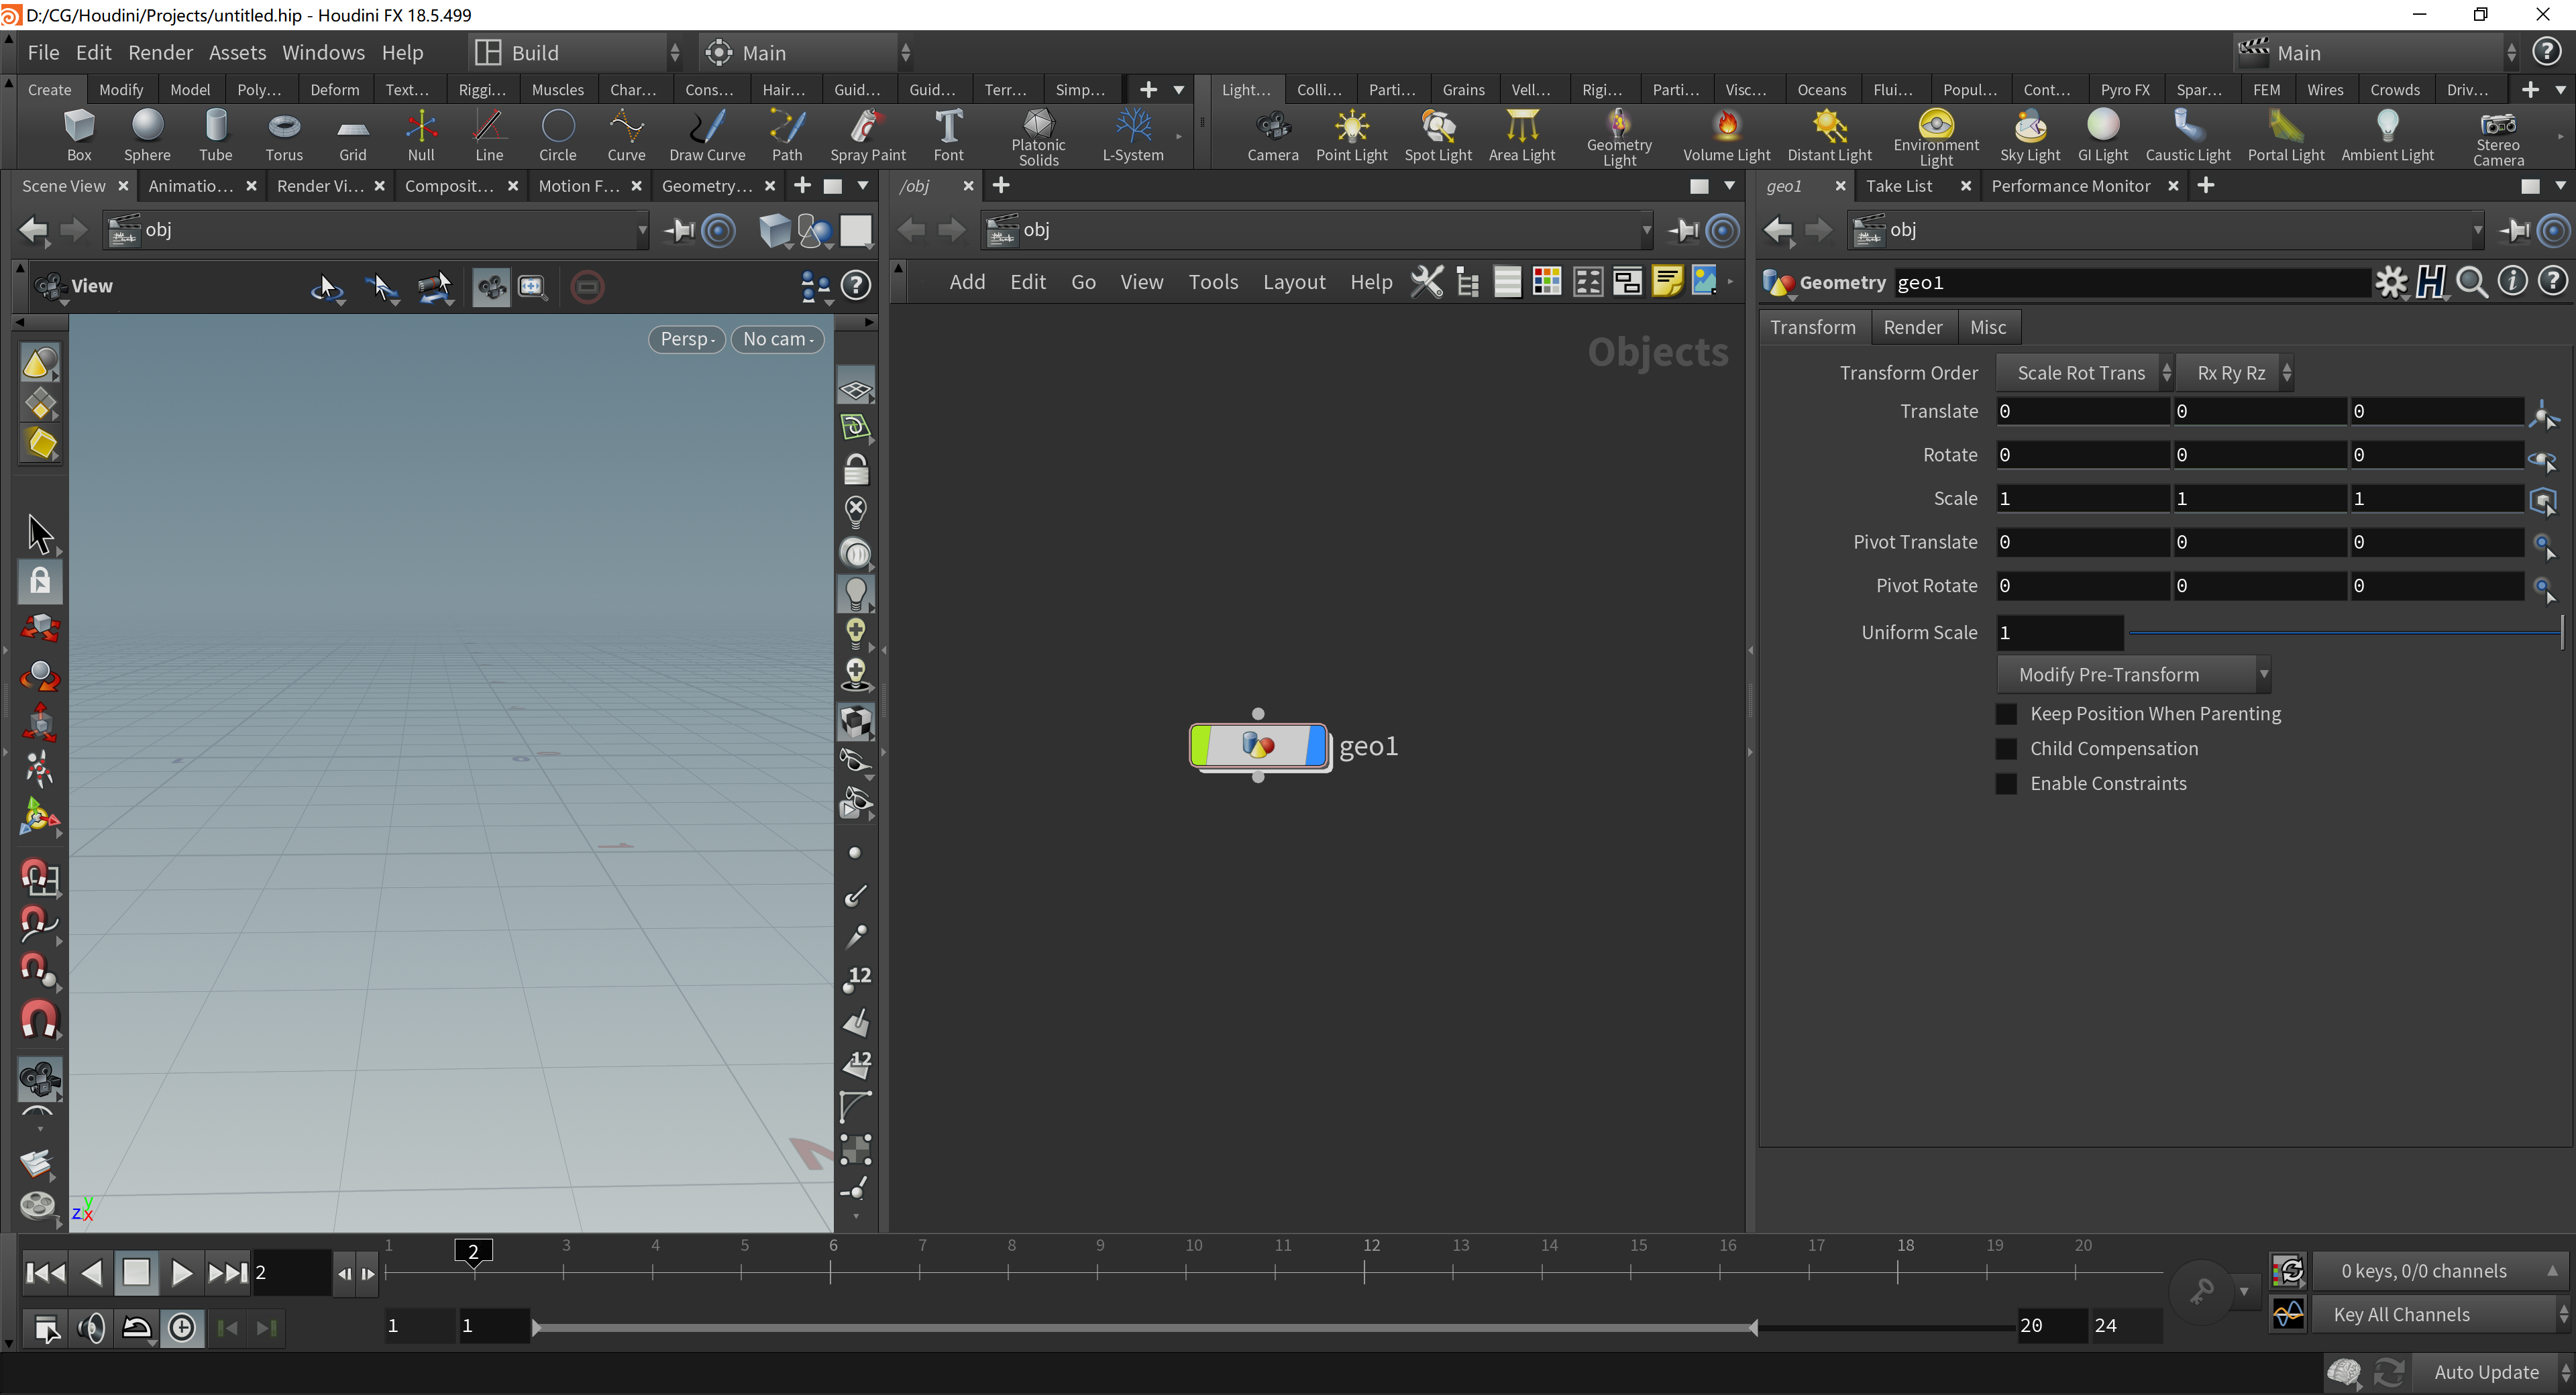 D:/CG/Houdini/Projects/untitled.hip - Houdini FX 18.5.499
File Edit Render Assets Windows Help Build Main Main
Create Modify Model Poly... Deform Text... Riggi... Muscles Char... Cons... Hair... Guid... Guid... Terr... Simp... Light... Colli... Parti... Grains Vell... Rigi... Parti... Visc... Oceans Flui... Popul... Cont... Pyro FX Spar... FEM Wires Crowds Driv...
Box Sphere Tube Torus Grid Null Line Circle Curve Draw Curve Path Spray Paint Font Platonic Solids L-System Camera Point Light Spot Light Area Light Geometry Light Volume Light Distant Light Environment Light Sky Light GI Light Caustic Light Portal Light Ambient Light Stereo Camera
Scene View Animatio... Render Vi... Composit... Motion F... Geometry... /obj geo1 Take List Performance Monitor
obj obj obj
View Add Edit Go View Tools Layout Help Geometry geo1
Persp No cam
Objects
Transform Render Misc
Transform Order Scale Rot Trans Rx Ry Rz
Translate 0 0 0
Rotate 0 0 0
Scale 1 1 1
Pivot Translate 0 0 0
Pivot Rotate 0 0 0
Uniform Scale 1
Modify Pre-Transform
Keep Position When Parenting
Child Compensation
Enable Constraints
geo1
12
12
z y x
2 1 2 3 4 5 6 7 8 9 10 11 12 13 14 15 16 17 18 19 20 0 keys, 0/0 channels
1 1 20 24 Key All Channels
Auto Update